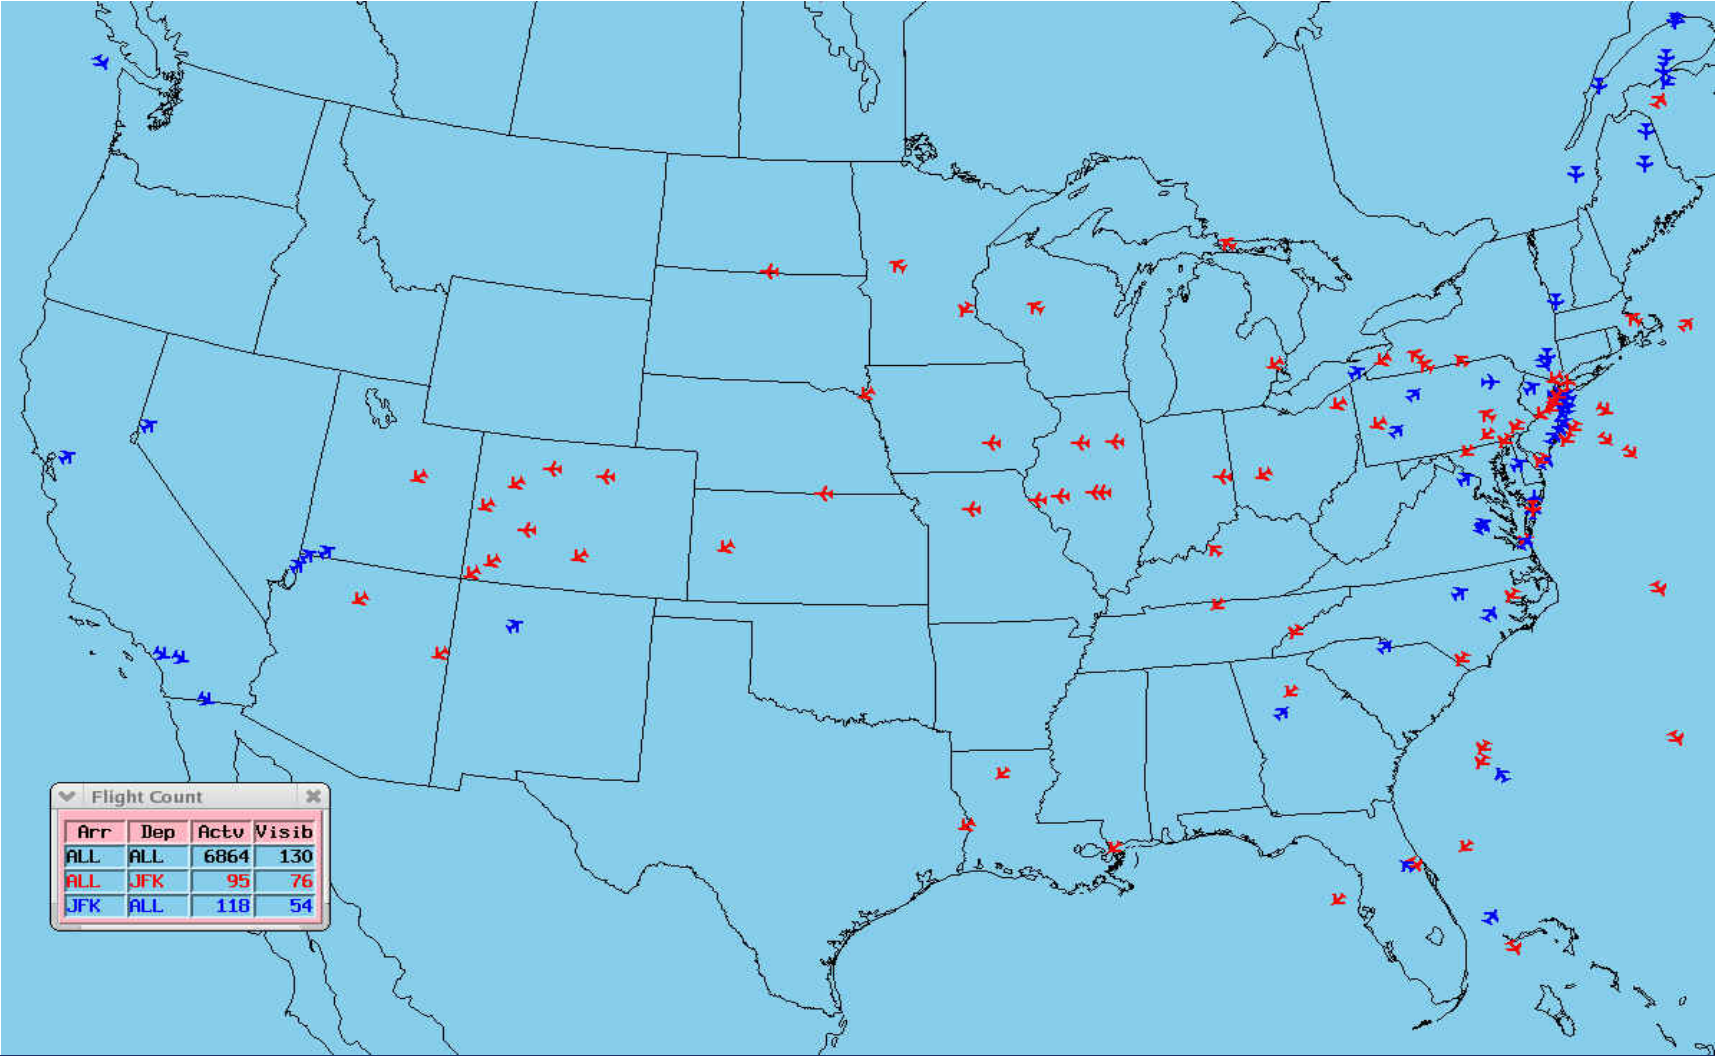 Flight Count
Arr Dep Actv Visib
ALL ALL 6864 130
ALL JFK 95 76
JFK ALL 118 54